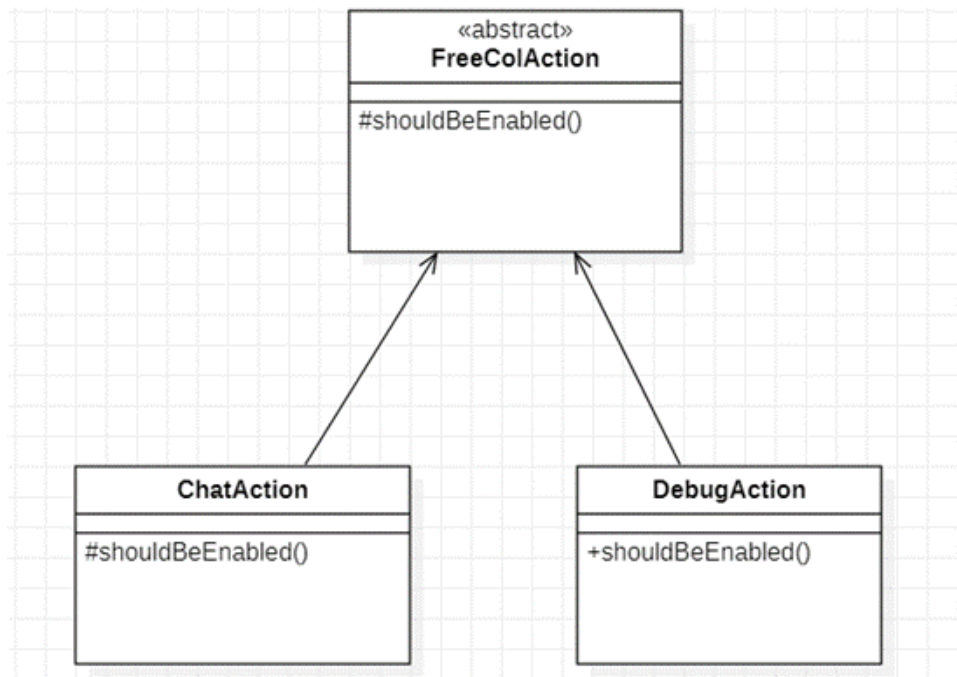 «abstract»
FreeColAction
#shouldBeEnabled()
ChatAction
#shouldBeEnabled()
DebugAction
+shouldBeEnabled()